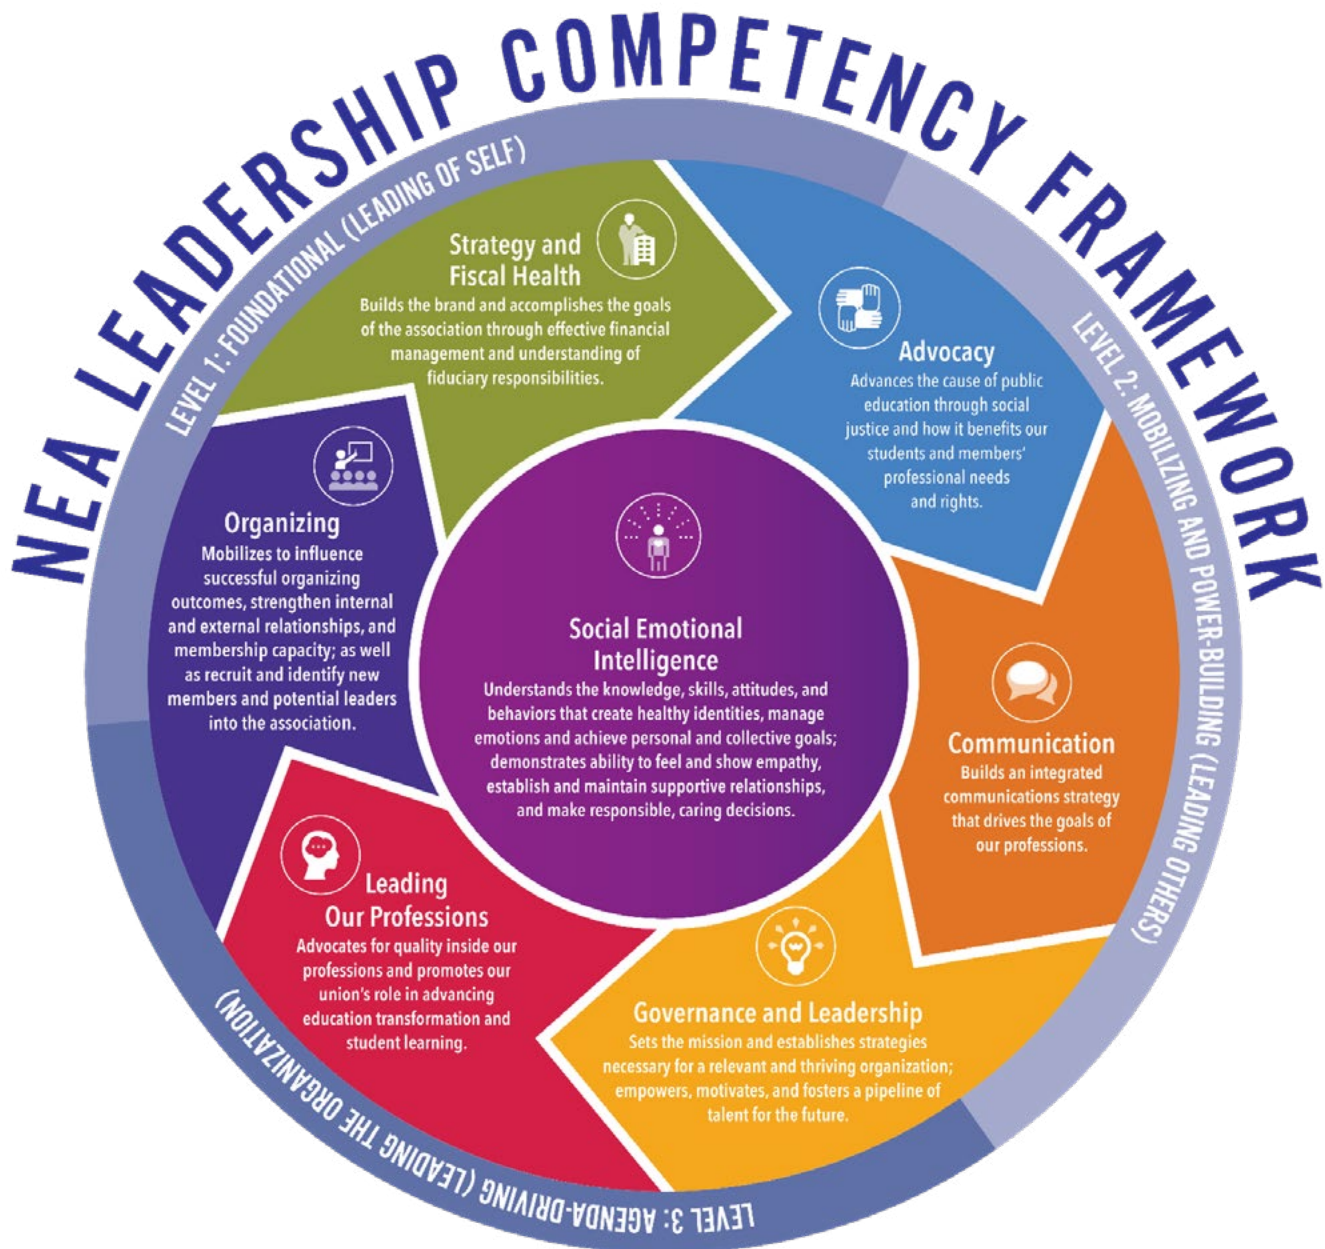 NEA LEADERSHIP COMPETENCY FRAMEWORK
LEVEL 1: FOUNDATIONAL (LEADING OF SELF)
LEVEL 2: MOBILIZING AND POWER-BUILDING (LEADING OTHERS)
LEVEL 3: AGENDA-DRIVING (LEADING THE ORGANIZATION)
Strategy and
Fiscal Health
Builds the brand and accomplishes the goals
of the association through effective financial
management and understanding of
fiduciary responsibilities.
Advocacy
Advances the cause of public
education through social
justice and how it benefits our
students and members’
professional needs
and rights.
Communication
Builds an integrated
communications strategy
that drives the goals of
our professions.
Governance and Leadership
Sets the mission and establishes strategies
necessary for a relevant and thriving organization;
empowers, motivates, and fosters a pipeline of
talent for the future.
Leading
Our Professions
Advocates for quality inside our
professions and promotes our
union’s role in advancing
education transformation and
student learning.
Organizing
Mobilizes to influence
successful organizing
outcomes, strengthen internal
and external relationships, and
membership capacity; as well
as recruit and identify new
members and potential leaders
into the association.
Social Emotional
Intelligence
Understands the knowledge, skills, attitudes, and
behaviors that create healthy identities, manage
emotions and achieve personal and collective goals;
demonstrates ability to feel and show empathy,
establish and maintain supportive relationships,
and make responsible, caring decisions.